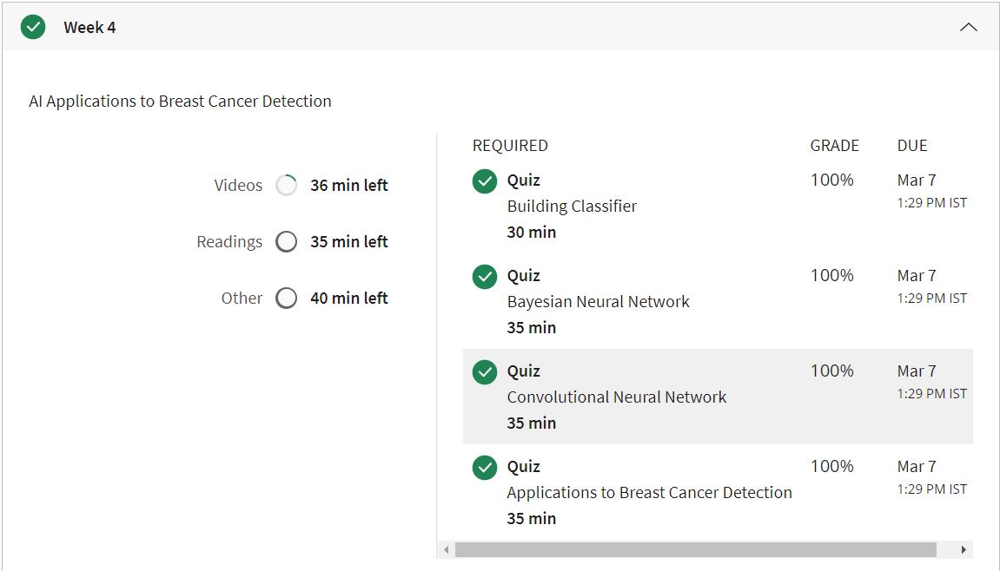 Week 4
AI Applications to Breast Cancer Detection
Videos 36 min left
Readings 35 min left
Other 40 min left
REQUIRED GRADE DUE
Quiz 100% Mar 7
Building Classifier 1:29 PM IST
30 min
Quiz 100% Mar 7
Bayesian Neural Network 1:29 PM IST
35 min
Quiz 100% Mar 7
Convolutional Neural Network 1:29 PM IST
35 min
Quiz 100% Mar 7
Applications to Breast Cancer Detection 1:29 PM IST
35 min